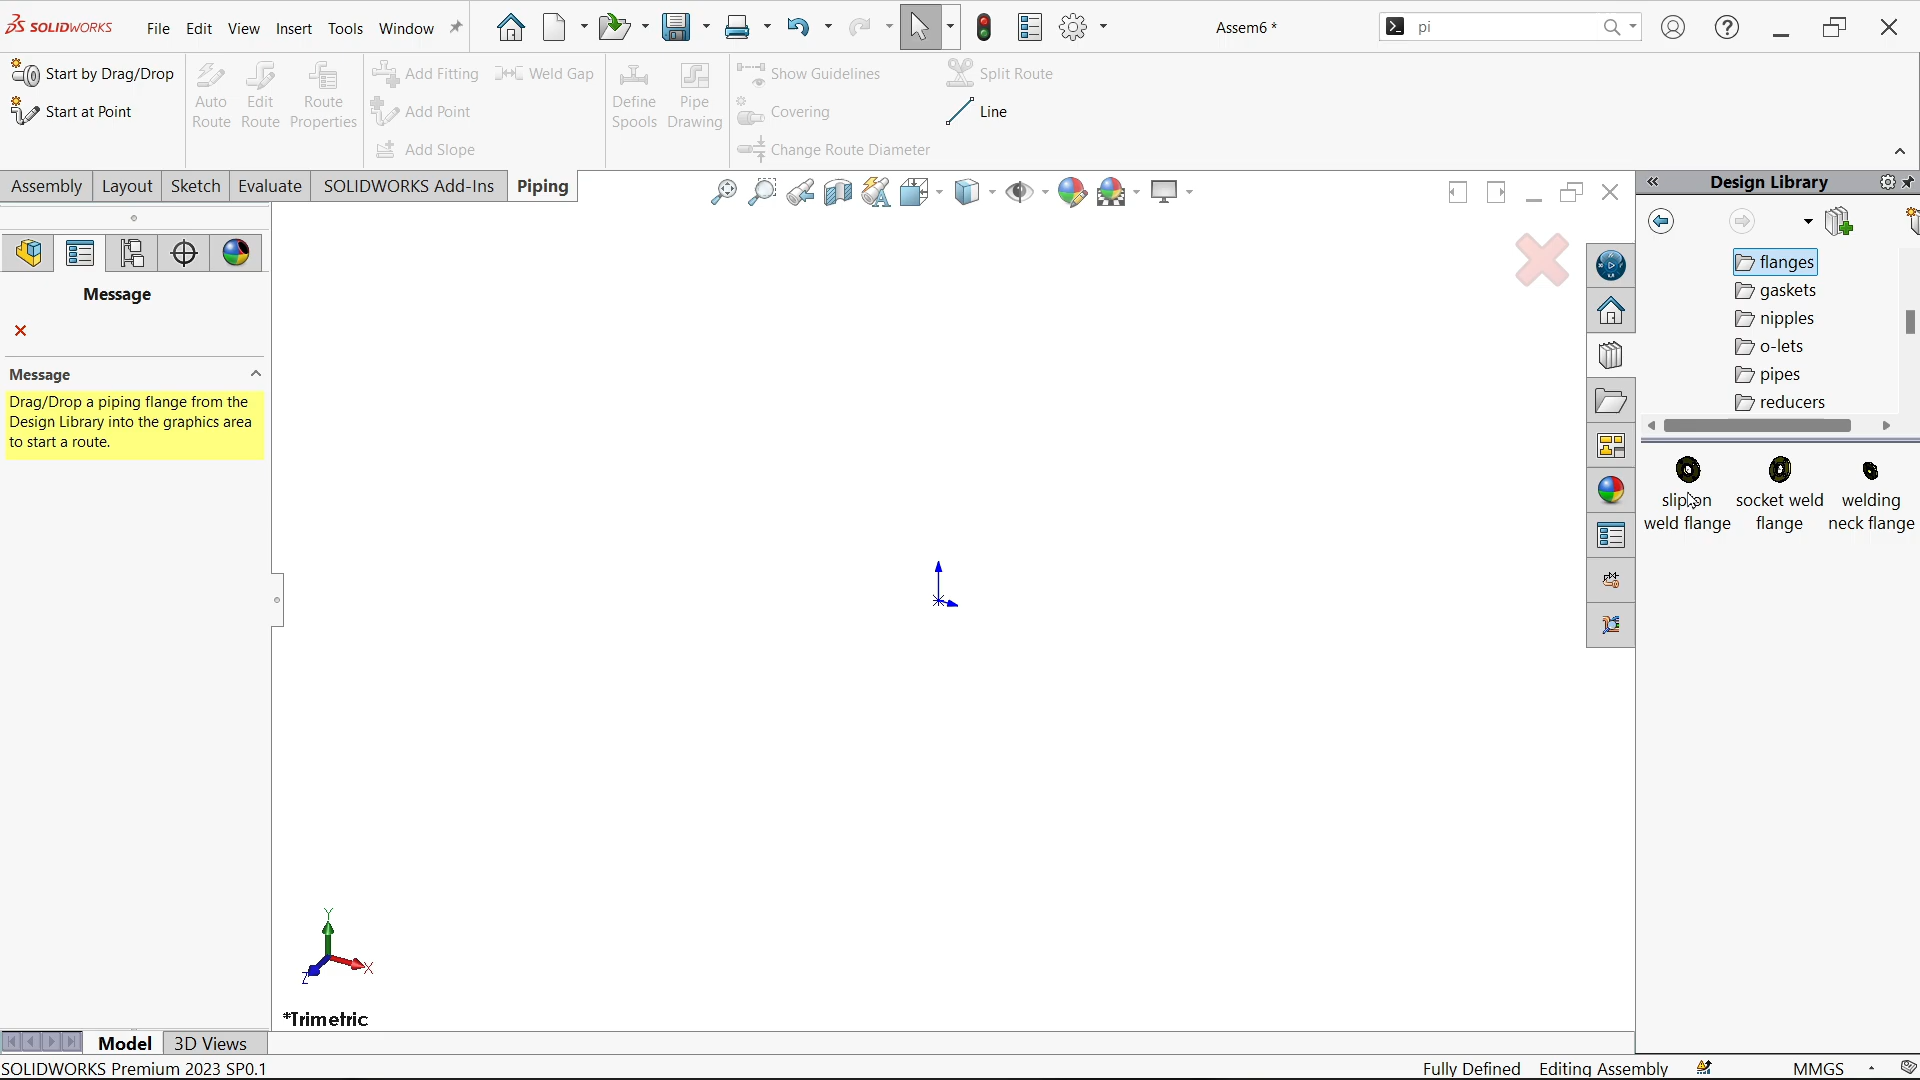 SOLIDWORKS File Edit View Insert Tools Window Assem6 * pi
Start by Drag/Drop
Start at Point
Auto Route
Edit Route
Route Properties
Add Fitting
Add Point
Add Slope
Weld Gap
Define Spools
Pipe Drawing
Show Guidelines
Covering
Change Route Diameter
Split Route
Line
Assembly Layout Sketch Evaluate SOLIDWORKS Add-Ins Piping
Design Library
Message
Message
Drag/Drop a piping flange from the
Design Library into the graphics area
to start a route.
flanges
gaskets
nipples
o-lets
pipes
reducers
slip on
weld flange
socket weld
flange
welding
neck flange
Y
X
Z
*Trimetric
Model 3D Views
SOLIDWORKS Premium 2023 SP0.1 Fully Defined Editing Assembly MMGS